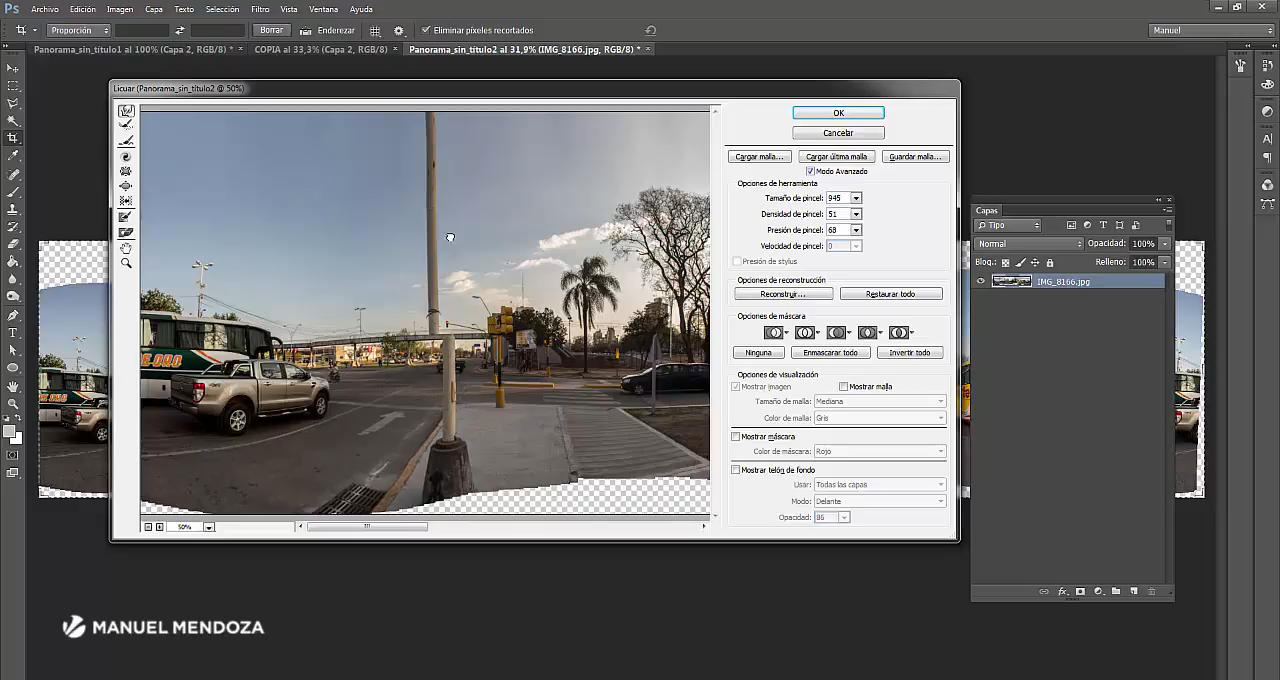 Ps Archivo Edición Imagen Capa Texto Selección Filtro Vista Ventana Ayuda
Proporción Borrar Enderezar Eliminar píxeles recortados Manuel
Panorama_sin_título1 al 100% (Capa 2, RGB/8) * × COPIA al 33,3% (Capa 2, RGB/8) × Panorama_sin_título2 al 31,9% (IMG_8166.jpg, RGB/8) * ×
Licuar (Panorama_sin_título2 @ 50%)
OK
Cancelar
Cargar malla... Cargar última malla Guardar malla...
Modo Avanzado
Opciones de herramienta
Tamaño de pincel: 945
Densidad de pincel: 51
Presión de pincel: 68
Velocidad de pincel: 0
Presión de stylus
Opciones de reconstrucción
Reconstruir... Restaurar todo
Opciones de máscara
Ninguna Enmascarar todo Invertir todo
Opciones de visualización
Mostrar imagen Mostrar malla
Tamaño de malla: Mediana
Color de malla: Gris
Mostrar máscara
Color de máscara: Rojo
Mostrar telón de fondo
Usar: Todas las capas
Modo: Delante
Opacidad: 86
50%
Capas
Tipo
Normal Opacidad: 100%
Bloq.: Relleno: 100%
IMG_8166.jpg
MANUEL MENDOZA